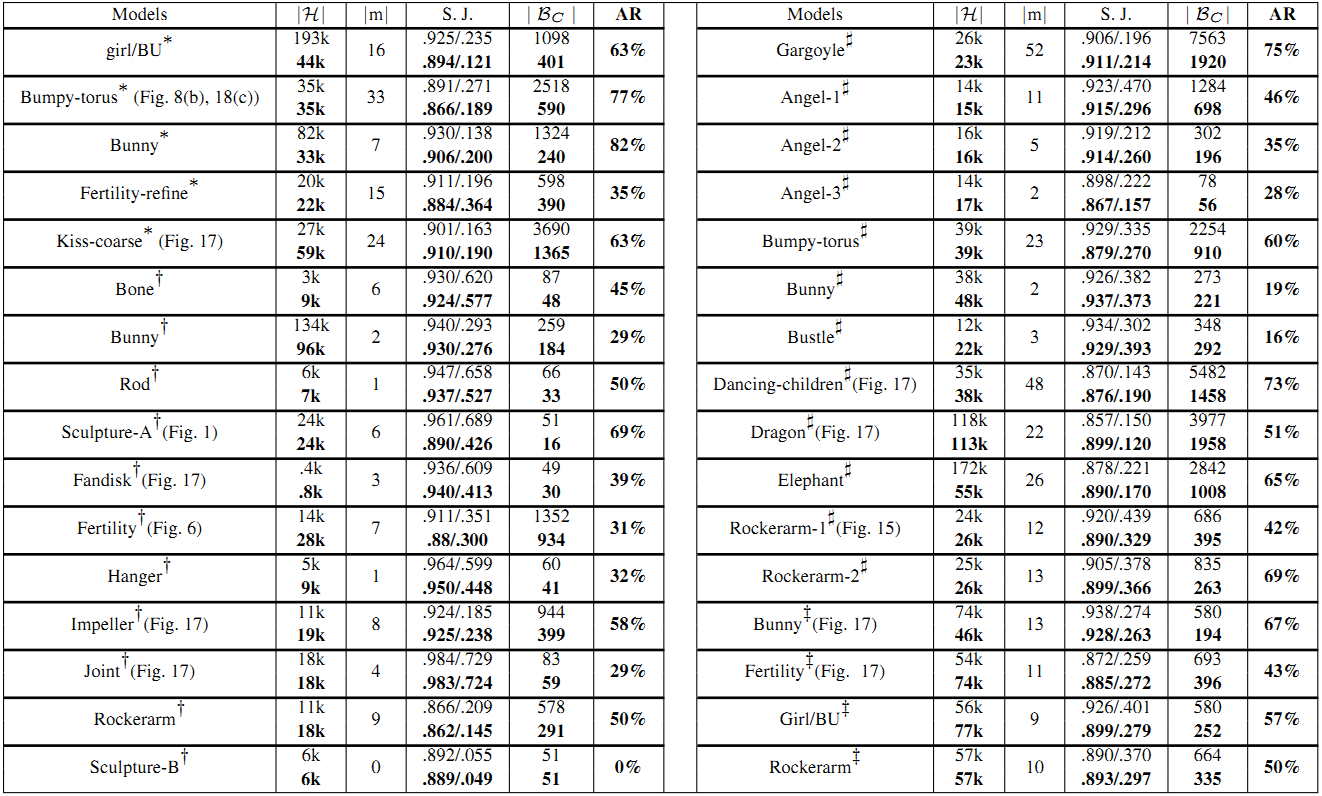 Models |H| |m| S. J. | B_C | AR
girl/BU* 193k 16 .925/.235 1098 63%
44k .894/.121 401
Bumpy-torus* (Fig. 8(b), 18(c)) 35k 33 .891/.271 2518 77%
35k .866/.189 590
Bunny* 82k 7 .930/.138 1324 82%
33k .906/.200 240
Fertility-refine* 20k 15 .911/.196 598 35%
22k .884/.364 390
Kiss-coarse* (Fig. 17) 27k 24 .901/.163 3690 63%
59k .910/.190 1365
Bone† 3k 6 .930/.620 87 45%
9k .924/.577 48
Bunny† 134k 2 .940/.293 259 29%
96k .930/.276 184
Rod† 6k 1 .947/.658 66 50%
7k .937/.527 33
Sculpture-A†(Fig. 1) 24k 6 .961/.689 51 69%
24k .890/.426 16
Fandisk†(Fig. 17) .4k 3 .936/.609 49 39%
.8k .940/.413 30
Fertility†(Fig. 6) 14k 7 .911/.351 1352 31%
28k .88/.300 934
Hanger† 5k 1 .964/.599 60 32%
9k .950/.448 41
Impeller†(Fig. 17) 11k 8 .924/.185 944 58%
19k .925/.238 399
Joint†(Fig. 17) 18k 4 .984/.729 83 29%
18k .983/.724 59
Rockerarm† 11k 9 .866/.209 578 50%
18k .862/.145 291
Sculpture-B† 6k 0 .892/.055 51 0%
6k .889/.049 51
Models |H| |m| S. J. | B_C | AR
Gargoyle♯ 26k 52 .906/.196 7563 75%
23k .911/.214 1920
Angel-1♯ 14k 11 .923/.470 1284 46%
15k .915/.296 698
Angel-2♯ 16k 5 .919/.212 302 35%
16k .914/.260 196
Angel-3♯ 14k 2 .898/.222 78 28%
17k .867/.157 56
Bumpy-torus♯ 39k 23 .929/.335 2254 60%
39k .879/.270 910
Bunny♯ 38k 2 .926/.382 273 19%
48k .937/.373 221
Bustle♯ 12k 3 .934/.302 348 16%
22k .929/.393 292
Dancing-children♯(Fig. 17) 35k 48 .870/.143 5482 73%
38k .876/.190 1458
Dragon♯(Fig. 17) 118k 22 .857/.150 3977 51%
113k .899/.120 1958
Elephant♯ 172k 26 .878/.221 2842 65%
55k .890/.170 1008
Rockerarm-1♯(Fig. 15) 24k 12 .920/.439 686 42%
26k .890/.329 395
Rockerarm-2♯ 25k 13 .905/.378 835 69%
26k .899/.366 263
Bunny‡(Fig. 17) 74k 13 .938/.274 580 67%
46k .928/.263 194
Fertility‡(Fig. 17) 54k 11 .872/.259 693 43%
74k .885/.272 396
Girl/BU‡ 56k 9 .926/.401 580 57%
77k .899/.279 252
Rockerarm‡ 57k 10 .890/.370 664 50%
57k .893/.297 335